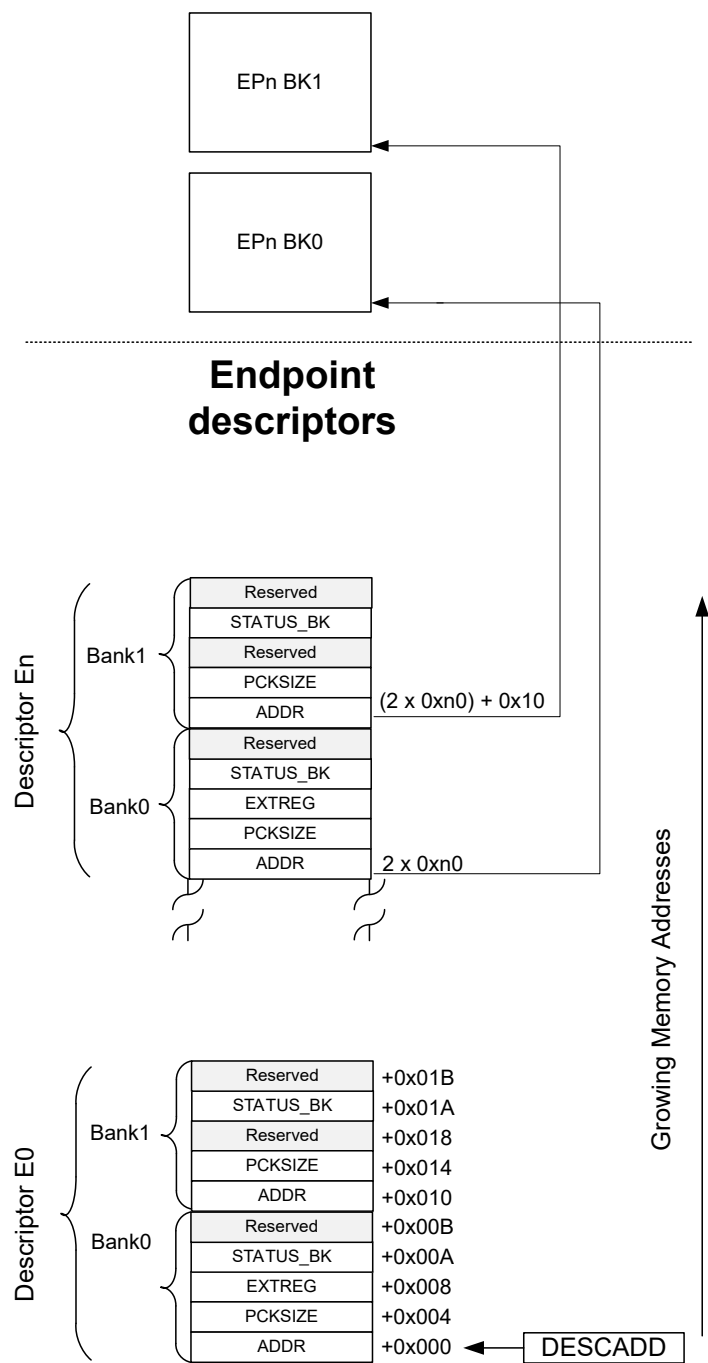 EPn BK1
EPn BK0
Endpoint
descriptors
Descriptor En
Bank1
Reserved
STATUS_BK
Reserved
PCKSIZE
ADDR
(2 x 0xn0) + 0x10
Bank0
Reserved
STATUS_BK
EXTREG
PCKSIZE
ADDR
2 x 0xn0
Growing Memory Addresses
Descriptor E0
Bank1
Reserved +0x01B
STATUS_BK +0x01A
Reserved +0x018
PCKSIZE +0x014
ADDR +0x010
Bank0
Reserved +0x00B
STATUS_BK +0x00A
EXTREG +0x008
PCKSIZE +0x004
ADDR +0x000 DESCADD